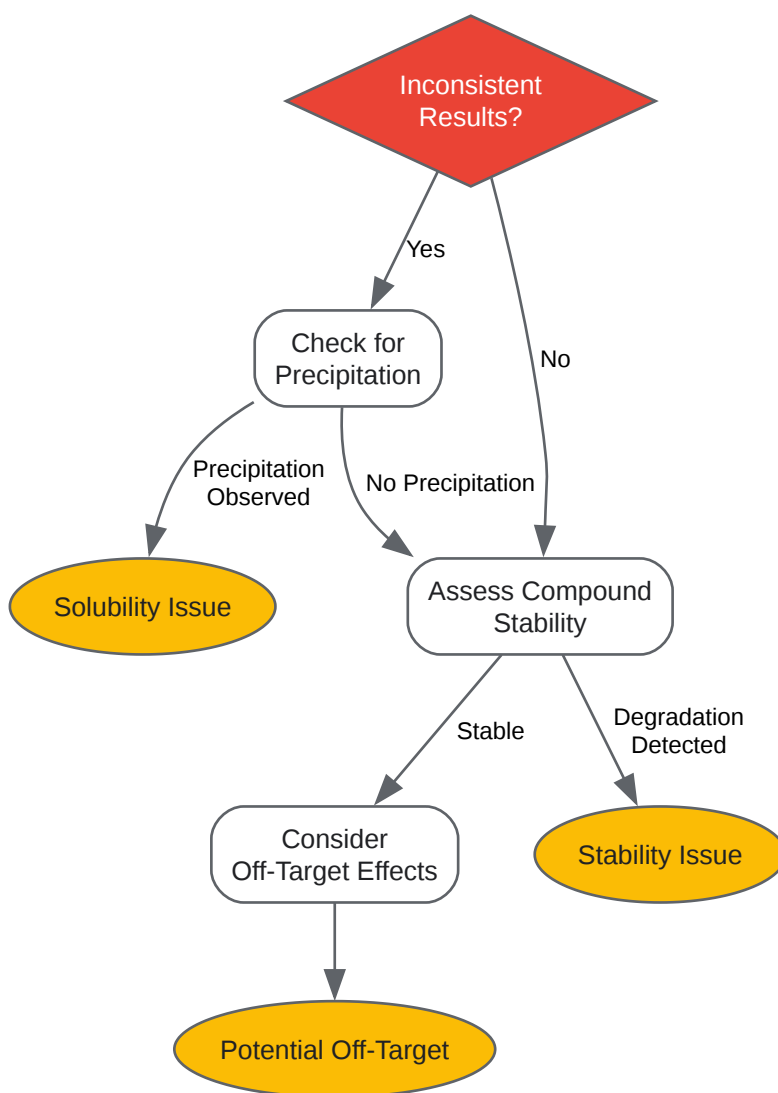 Inconsistent
Results?
Yes
No
Check for
Precipitation
Precipitation
Observed
No Precipitation
Solubility Issue
Assess Compound
Stability
Stable
Degradation
Detected
Consider
Off-Target Effects
Stability Issue
Potential Off-Target